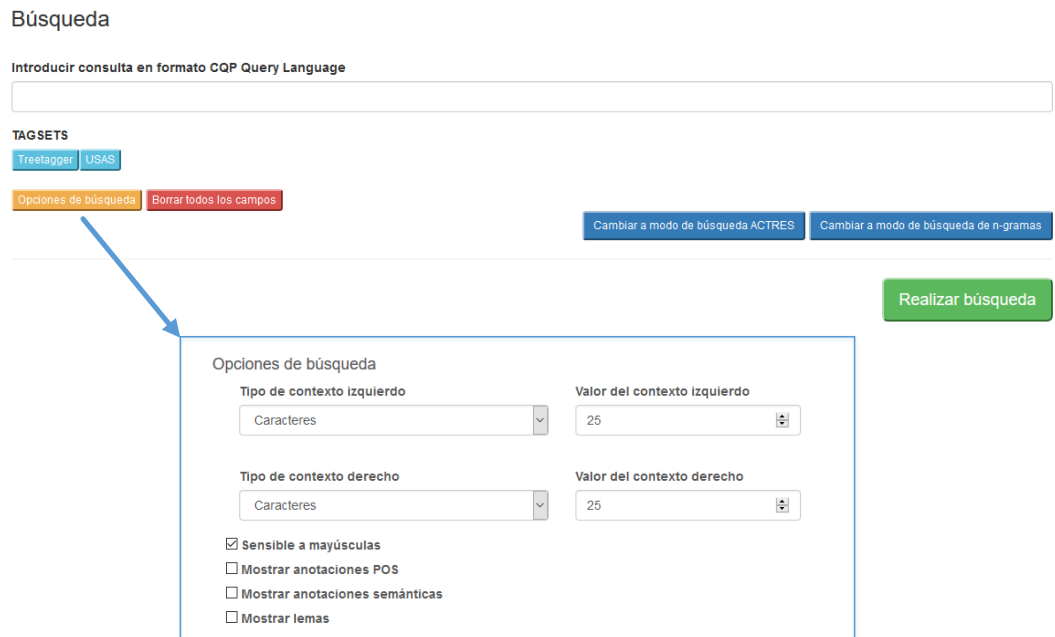 Búsqueda
Introducir consulta en formato CQP Query Language
TAGSETS
Treetagger USAS
Opciones de búsqueda Borrar todos los campos
Cambiar a modo de búsqueda ACTRES Cambiar a modo de búsqueda de n-gramas
Realizar búsqueda
Opciones de búsqueda
Tipo de contexto izquierdo Valor del contexto izquierdo
Caracteres 25
Tipo de contexto derecho Valor del contexto derecho
Caracteres 25
Sensible a mayúsculas
Mostrar anotaciones POS
Mostrar anotaciones semánticas
Mostrar lemas